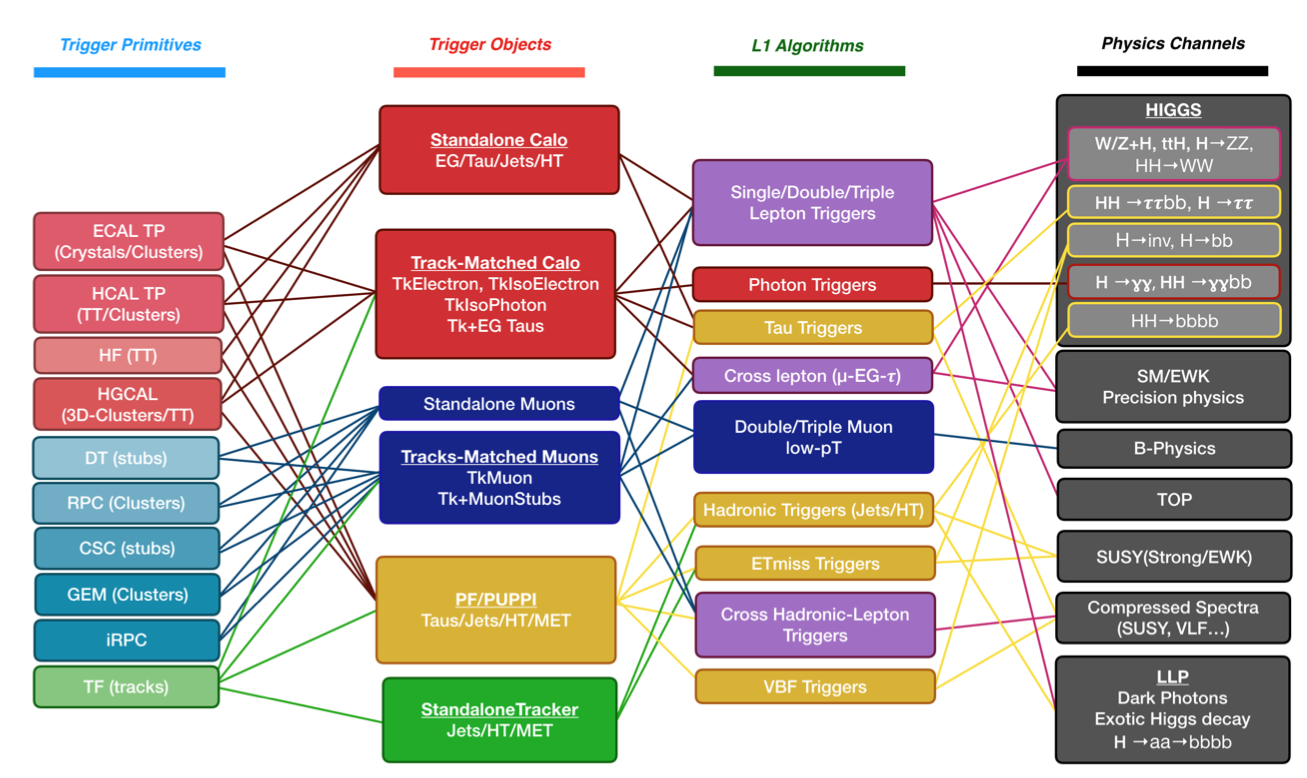 Trigger Primitives
Trigger Objects
L1 Algorithms
Physics Channels
ECAL TP
(Crystals/Clusters)
HCAL TP
(TT/Clusters)
HF (TT)
HGCAL
(3D-Clusters/TT)
DT (stubs)
RPC (Clusters)
CSC (stubs)
GEM (Clusters)
iRPC
TF (tracks)
Standalone Calo
EG/Tau/Jets/HT
Track-Matched Calo
TkElectron, TkIsoElectron
TkIsoPhoton
Tk+EG Taus
Standalone Muons
Tracks-Matched Muons
TkMuon
Tk+MuonStubs
PF/PUPPI
Taus/Jets/HT/MET
StandaloneTracker
Jets/HT/MET
Single/Double/Triple
Lepton Triggers
Photon Triggers
Tau Triggers
Cross lepton (μ-EG-τ)
Double/Triple Muon
low-pT
Hadronic Triggers (Jets/HT)
ETmiss Triggers
Cross Hadronic-Lepton
Triggers
VBF Triggers
HIGGS
W/Z+H, ttH, H→ZZ,
HH→WW
HH →ττbb, H →ττ
H→inv, H→bb
H →γγ, HH →γγbb
HH→bbbb
SM/EWK
Precision physics
B-Physics
TOP
SUSY(Strong/EWK)
Compressed Spectra
(SUSY, VLF...)
LLP
Dark Photons
Exotic Higgs decay
H →aa→bbbb